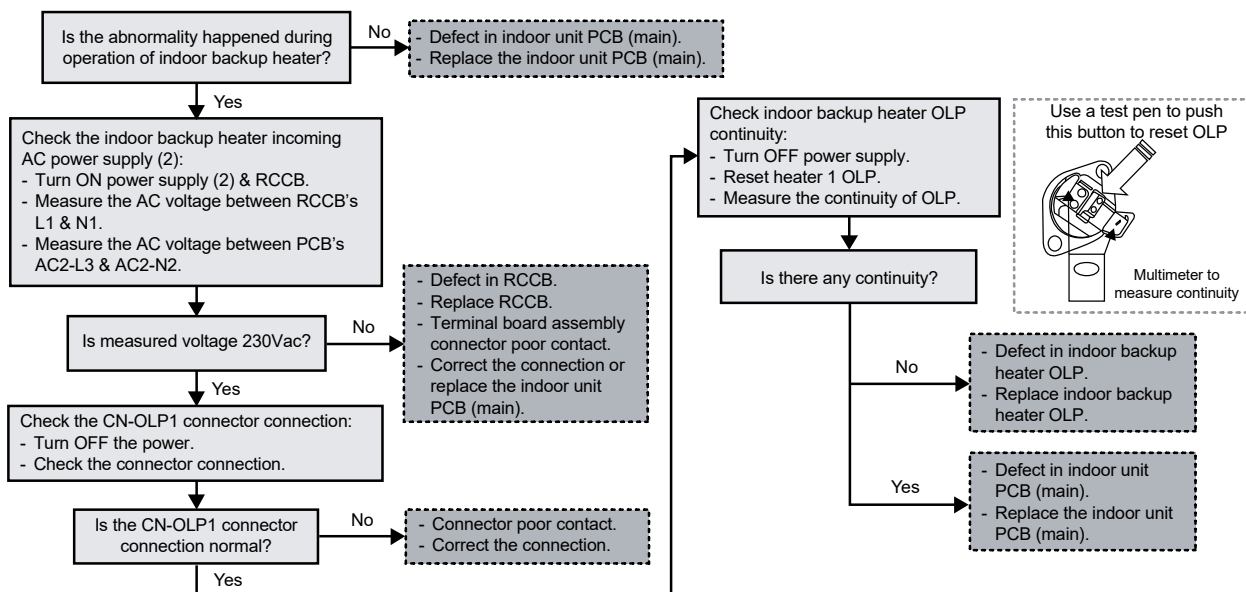 Is the abnormality happened during
operation of indoor backup heater?
No
- Defect in indoor unit PCB (main).
- Replace the indoor unit PCB (main).
Yes
Check the indoor backup heater incoming
AC power supply (2):
- Turn ON power supply (2) & RCCB.
- Measure the AC voltage between RCCB's
L1 & N1.
- Measure the AC voltage between PCB's
AC2-L3 & AC2-N2.
Is measured voltage 230Vac?
No
- Defect in RCCB.
- Replace RCCB.
- Terminal board assembly
connector poor contact.
- Correct the connection or
replace the indoor unit
PCB (main).
Yes
Check the CN-OLP1 connector connection:
- Turn OFF the power.
- Check the connector connection.
Is the CN-OLP1 connector
connection normal?
No
- Connector poor contact.
- Correct the connection.
Yes
Check indoor backup heater OLP
continuity:
- Turn OFF power supply.
- Reset heater 1 OLP.
- Measure the continuity of OLP.
Is there any continuity?
No
- Defect in indoor backup
heater OLP.
- Replace indoor backup
heater OLP.
Yes
- Defect in indoor unit
PCB (main).
- Replace the indoor unit
PCB (main).
Use a test pen to push
this button to reset OLP
Multimeter to
measure continuity